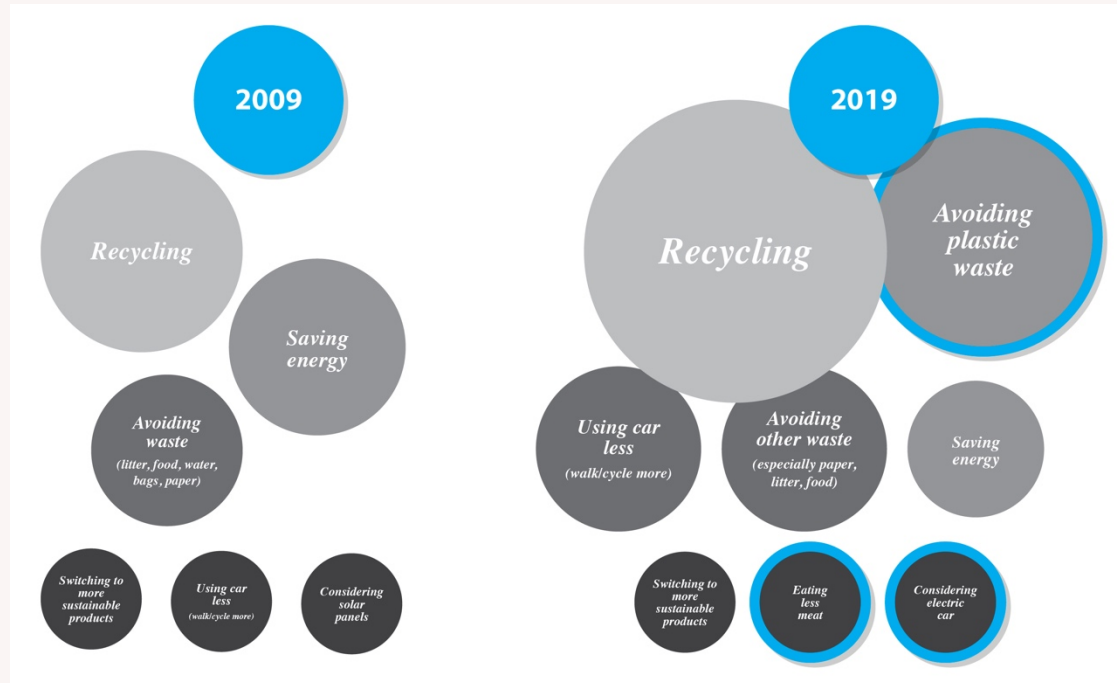 2009
Recycling
Saving
energy
Avoiding
waste
(litter, food, water,
bags, paper)
Switching to
more
sustainable
products
Using car
less
(walk/cycle more)
Considering
solar
panels
2019
Recycling
Avoiding
plastic
waste
Using car
less
(walk/cycle more)
Avoiding
other waste
(especially paper,
litter, food)
Saving
energy
Switching to
more
sustainable
products
Eating
less
meat
Considering
electric
car